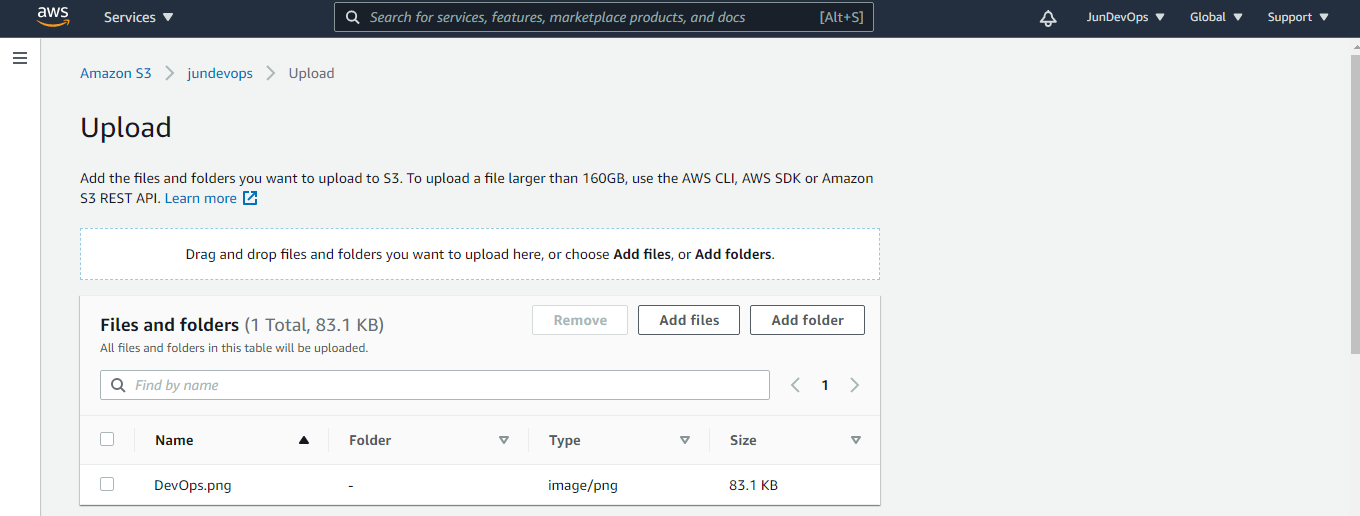 aws Services Search for services, features, marketplace products, and docs [Alt+S] JunDevOps Global Support
Amazon S3 jundevops Upload
Upload
Add the files and folders you want to upload to S3. To upload a file larger than 160GB, use the AWS CLI, AWS SDK or Amazon
S3 REST API. Learn more
Drag and drop files and folders you want to upload here, or choose Add files, or Add folders.
Files and folders (1 Total, 83.1 KB) Remove Add files Add folder
All files and folders in this table will be uploaded.
Find by name 1
Name Folder Type Size
DevOps.png - image/png 83.1 KB